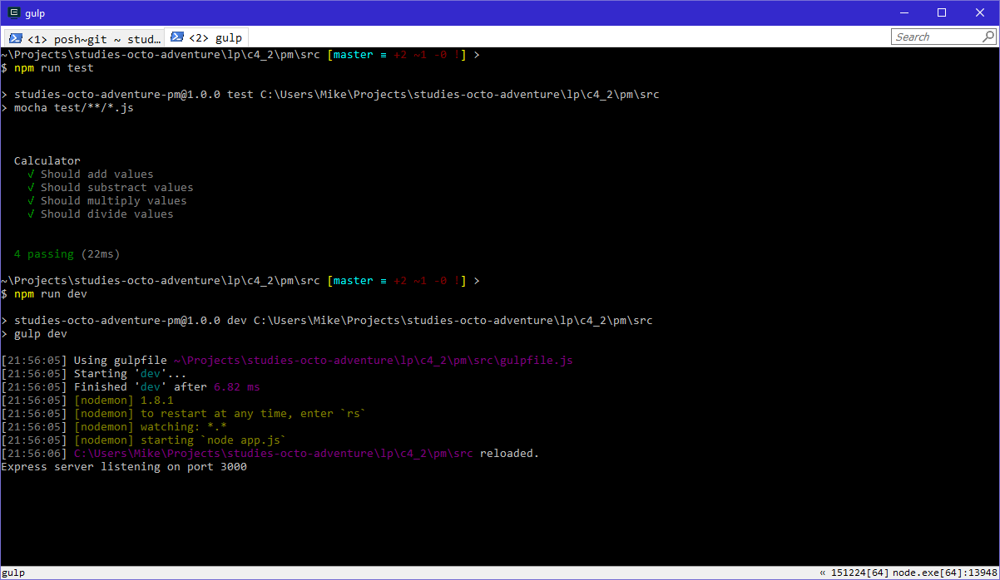 gulp
<1> posh~git ~ stud...
<2> gulp
Search
~\Projects\studies-octo-adventure\lp\c4_2\pm\src [master ≡ +2 ~1 -0 !] >
$ npm run test
> studies-octo-adventure-pm@1.0.0 test C:\Users\Mike\Projects\studies-octo-adventure\lp\c4_2\pm\src
> mocha test/**/*.js
Calculator
√ Should add values
√ Should substract values
√ Should multiply values
√ Should divide values
4 passing (22ms)
~\Projects\studies-octo-adventure\lp\c4_2\pm\src [master ≡ +2 ~1 -0 !] >
$ npm run dev
> studies-octo-adventure-pm@1.0.0 dev C:\Users\Mike\Projects\studies-octo-adventure\lp\c4_2\pm\src
> gulp dev
[21:56:05] Using gulpfile ~\Projects\studies-octo-adventure\lp\c4_2\pm\src\gulpfile.js
[21:56:05] Starting 'dev'...
[21:56:05] Finished 'dev' after 6.82 ms
[21:56:05] [nodemon] 1.8.1
[21:56:05] [nodemon] to restart at any time, enter `rs`
[21:56:05] [nodemon] watching: *.*
[21:56:05] [nodemon] starting `node app.js`
[21:56:06] C:\Users\Mike\Projects\studies-octo-adventure\lp\c4_2\pm\src reloaded.
Express server listening on port 3000
gulp
« 151224[64] node.exe[64]:13948